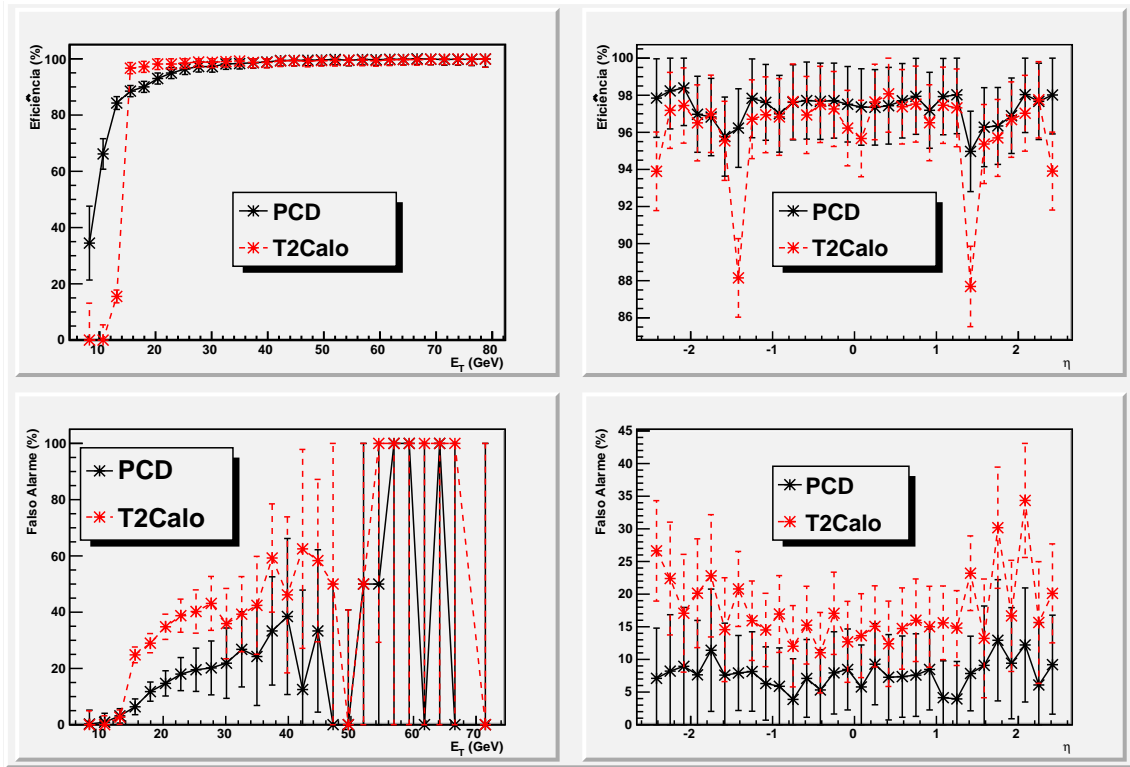 Eficiência (%)
100
80
60
40
20
0
PCD
T2Calo
10 20 30 40 50 60 70 80
E_T (GeV)
Eficiência (%)
100
98
96
94
92
90
88
86
PCD
T2Calo
-2 -1 0 1 2
η
Falso Alarme (%)
100
80
60
40
20
0
PCD
T2Calo
10 20 30 40 50 60 70
E_T (GeV)
Falso Alarme (%)
45
40
35
30
25
20
15
10
5
0
PCD
T2Calo
-2 -1 0 1 2
η